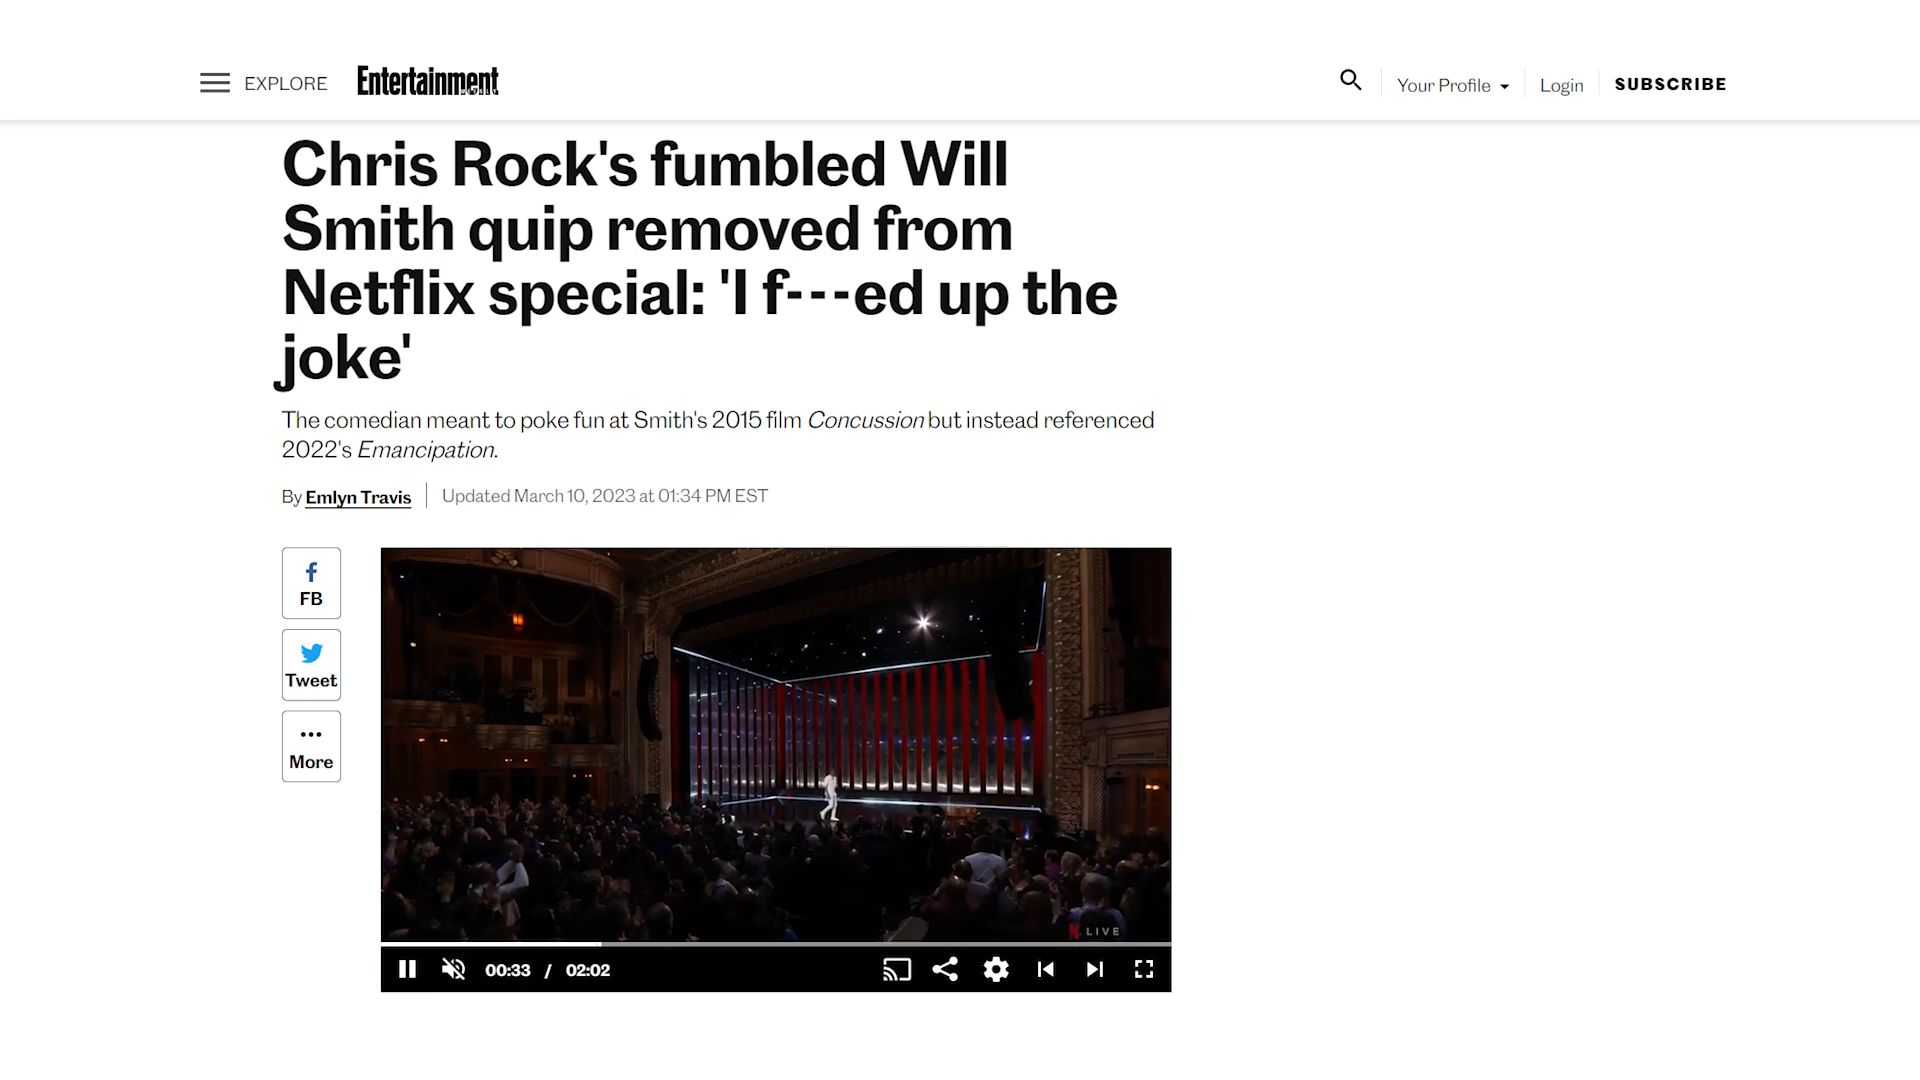 EXPLORE
Entertainment
Your Profile
Login
SUBSCRIBE
Chris Rock's fumbled Will
Smith quip removed from
Netflix special: 'I f---ed up the
joke'
The comedian meant to poke fun at Smith's 2015 film Concussion but instead referenced
2022's Emancipation.
By Emlyn Travis
Updated March 10, 2023 at 01:34 PM EST
FB
Tweet
More
N LIVE
00:33 / 02:02